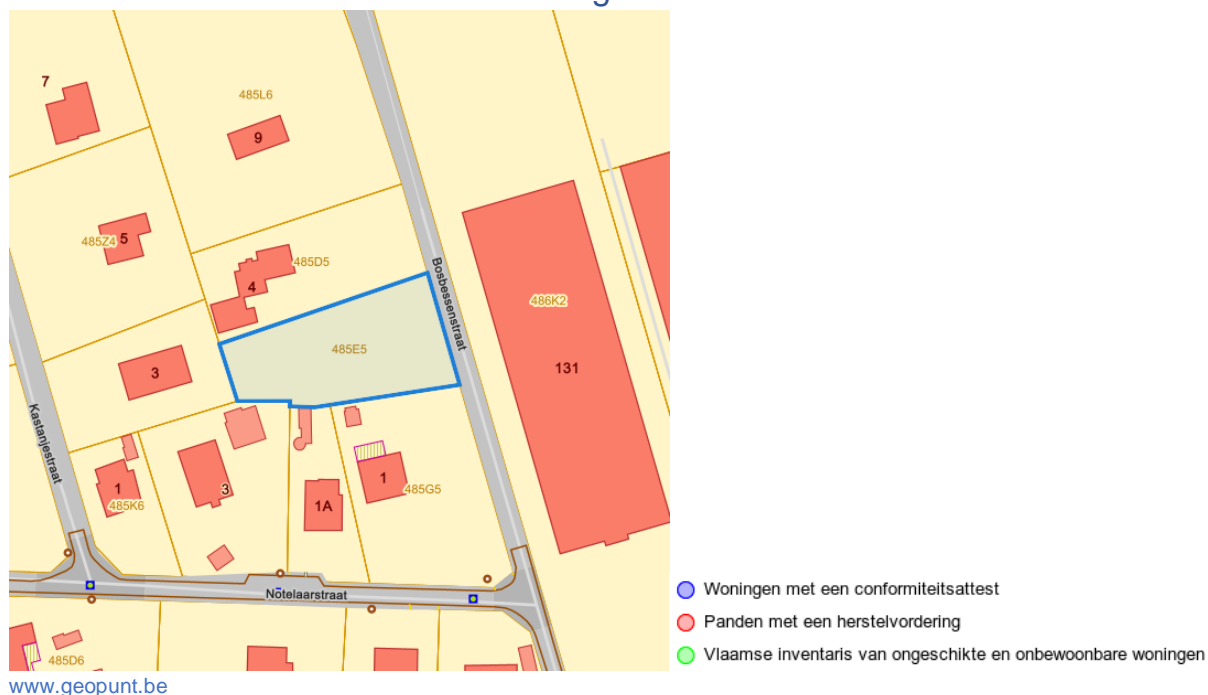 7
485L6
9
485Z4
5
485D5
4
Bosbessenstraat
486K2
485E5
131
3
Kastanjestraat
1
485K6
3
1A
1
485G5
Notelaarstraat
485D6
Woningen met een conformiteitsattest
Panden met een herstelvordering
Vlaamse inventaris van ongeschikte en onbewoonbare woningen
www.geopunt.be